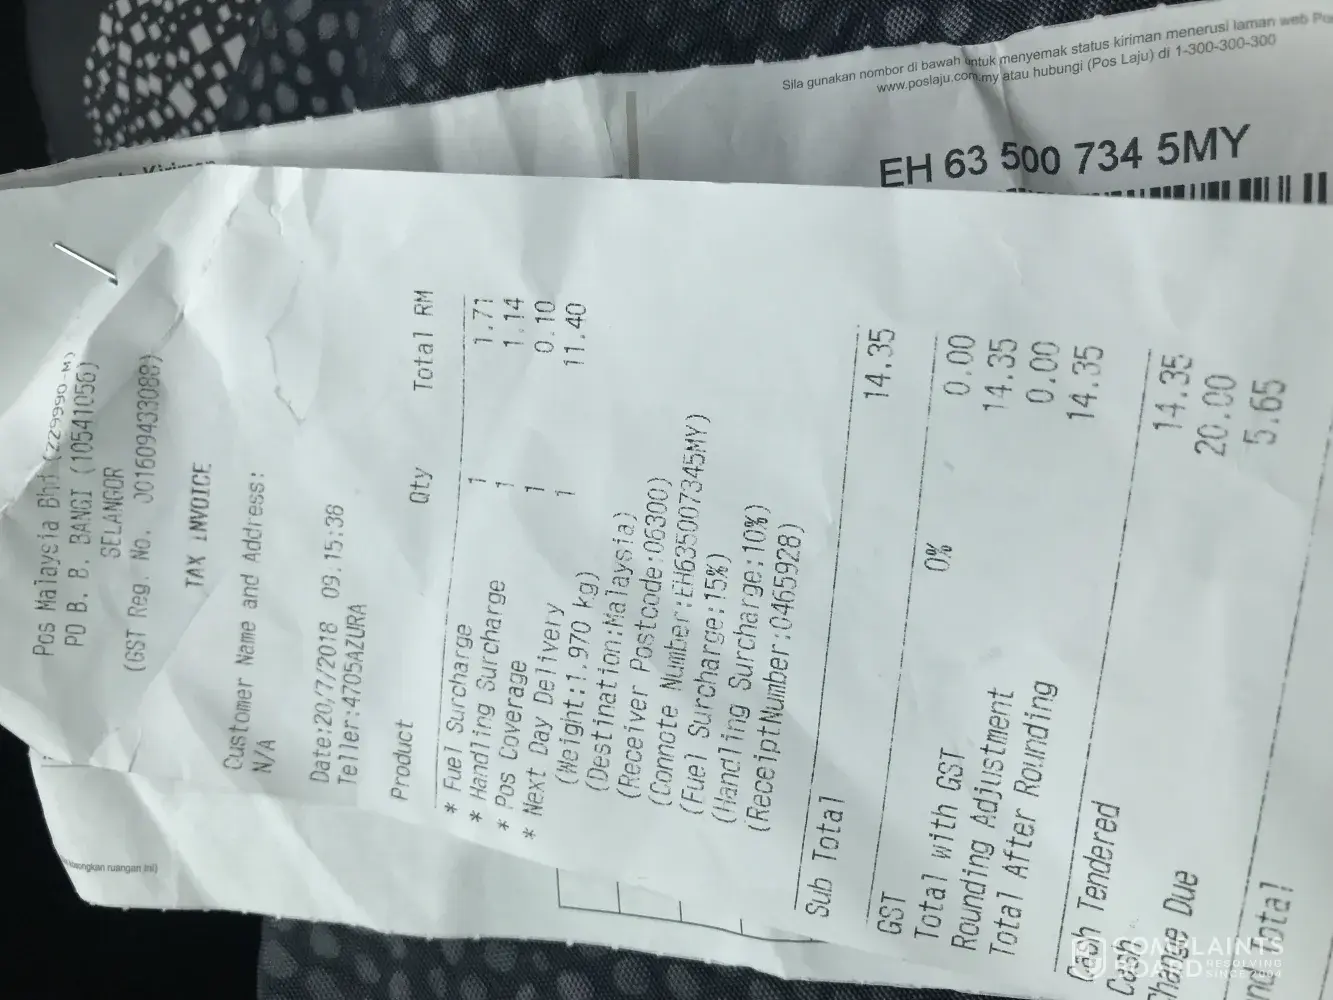 Sila gunakan nombor di bawah untuk menyemak status kiriman menerusi laman web Po
www.poslaju.com.my atau hubungi (Pos Laju) di 1-300-300-300
EH 63 500 734 5MY
Pos Malaysia Bhd (229990-M)
PO B. B. BANGI (10541056)
SELANGOR
(GST Reg. No. 001609433088)
TAX INVOICE
Customer Name and Address:
N/A
Date:20/7/2018 09.15:38
Teller:4705AZURA
Product Qty Total RM
* Fuel Surcharge 1 1.71
* Handling Surcharge 1 1.14
* Pos Coverage 1 0.10
* Next Day Delivery 1 11.40
(Weight:1.970 kg)
(Destination:Malaysia)
(Receiver Postcode:06300)
(Connote Number:EH635007345MY)
(Fuel Surcharge:15%)
(Handling Surcharge:10%)
(ReceiptNumber:0465928)
Sub Total 14.35
GST 0% 0.00
Total with GST 14.35
Rounding Adjustment 0.00
Total After Rounding 14.35
Cash Tendered 14.35
Cash 20.00
Change Due 5.65
Total
ruangan ini)
COMPLAINTS
BOARD
RESOLVING
SINCE 2004